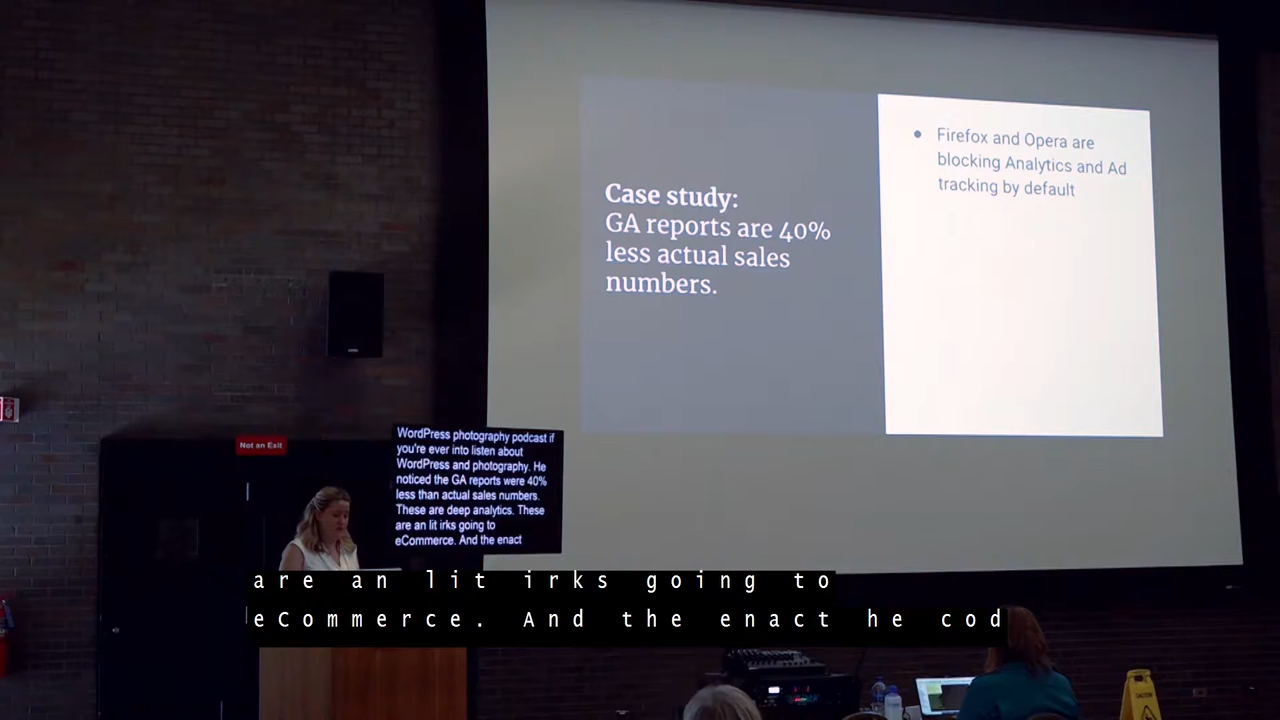 Case study:
GA reports are 40%
less actual sales
numbers.
● Firefox and Opera are
blocking Analytics and Ad
tracking by default
Not an Exit
WordPress photography podcast if
you're ever into listen about
WordPress and photography. He
noticed the GA reports were 40%
less than actual sales numbers.
These are deep analytics. These
are an lit irks going to
eCommerce. And the enact
are an lit irks going to
eCommerce. And the enact he cod
CAUTION